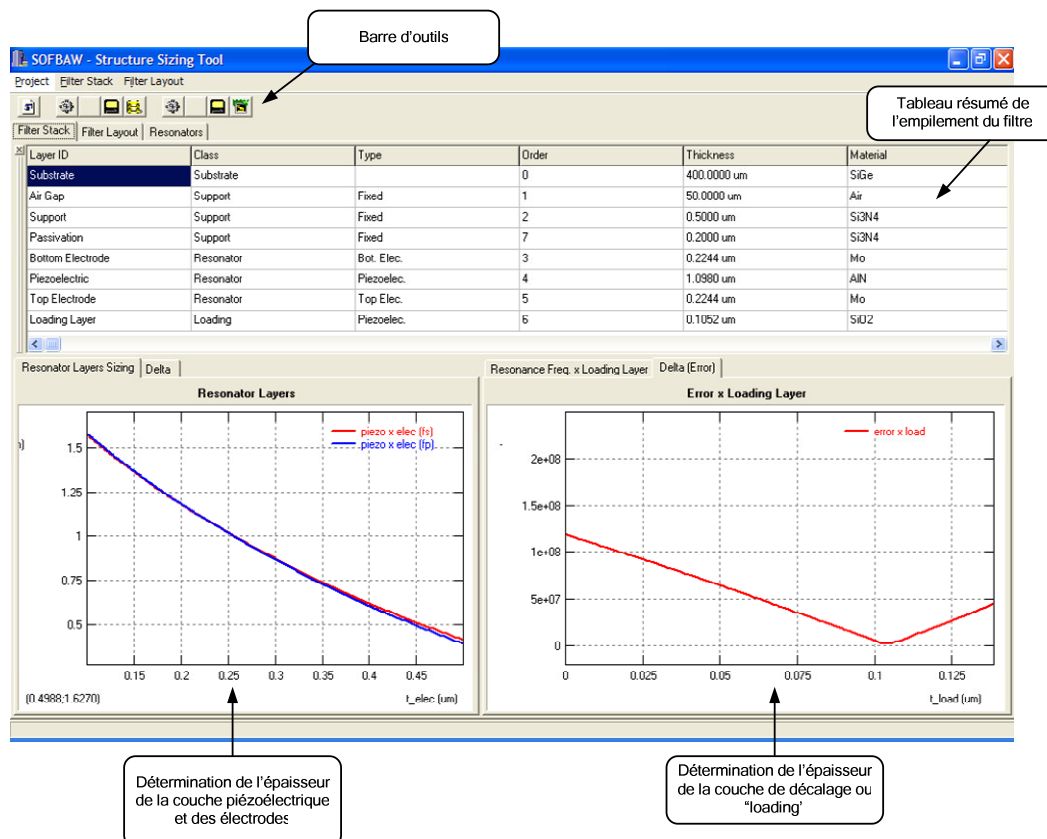 Barre d'outils
SOFBAW - Structure Sizing Tool
Project Filter Stack Filter Layout
Tableau résumé de
l'empilement du filtre
Filter Stack Filter Layout Resonators
Layer ID Class Type Order Thickness Material
Substrate Substrate 0 400.0000 um SiGe
Air Gap Support Fixed 1 50.0000 um Air
Support Support Fixed 2 0.5000 um Si3N4
Passivation Support Fixed 7 0.2000 um Si3N4
Bottom Electrode Resonator Bot. Elec. 3 0.2244 um Mo
Piezoelectric Resonator Piezoelec. 4 1.0980 um AlN
Top Electrode Resonator Top Elec. 5 0.2244 um Mo
Loading Layer Loading Piezoelec. 6 0.1052 um SiO2
Resonator Layers Sizing Delta
Resonator Layers
piezo x elec (fs)
piezo x elec (fp)
1.5
1.25
1
0.75
0.5
0.15 0.2 0.25 0.3 0.35 0.4 0.45
(0.4988;1.6270) t_elec (um)
Resonance Freq. x Loading Layer Delta (Error)
Error x Loading Layer
error x load
2e+08
1.5e+08
1e+08
5e+07
0
0 0.025 0.05 0.075 0.1 0.125
t_load (um)
Détermination de l'épaisseur
de la couche piézoélectrique
et des électrodes
Détermination de l'épaisseur
de la couche de décalage ou
"loading'